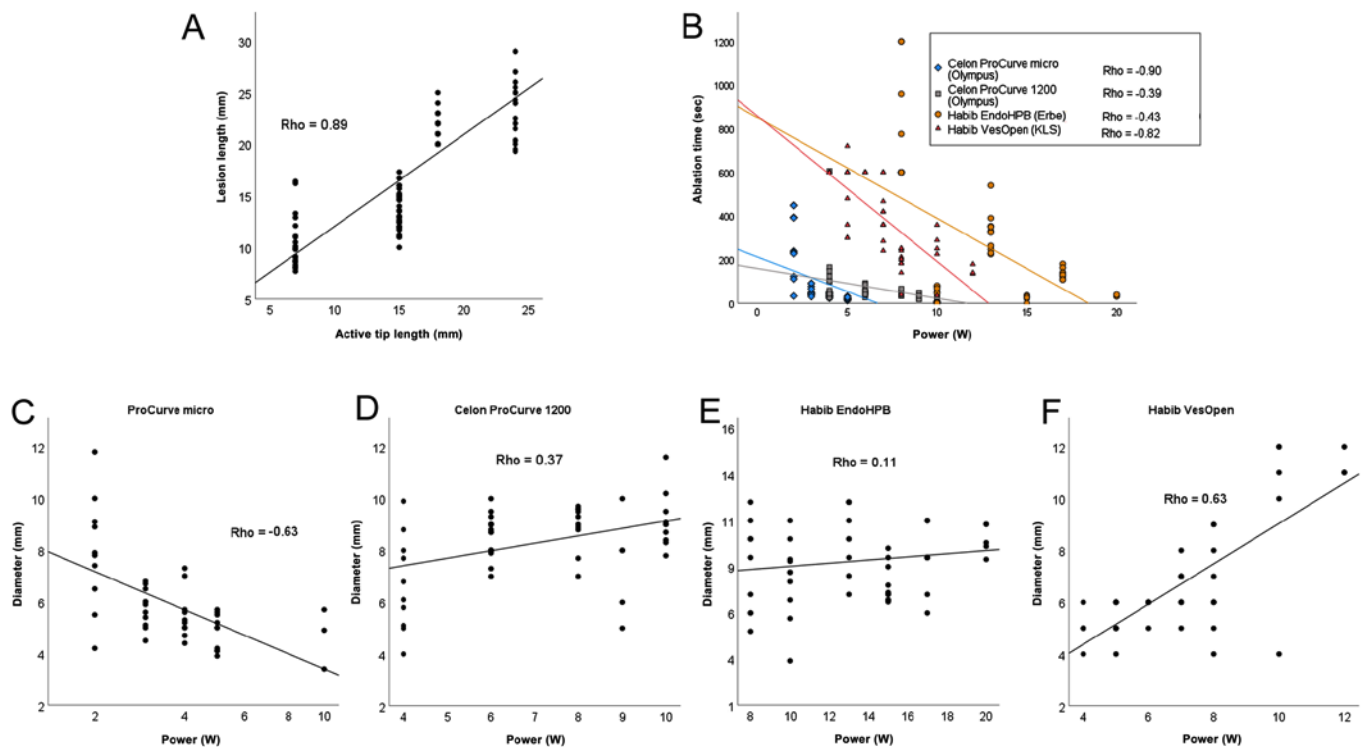 A
Lesion length (mm)
30
25
20
15
10
5
Rho = 0.89
5
10
15
20
25
Active tip length (mm)
B
Ablation time (sec)
1200
1000
800
600
400
200
0
Celon ProCurve micro
(Olympus)
Rho = -0.90
Celon ProCurve 1200
(Olympus)
Rho = -0.39
Habib EndoHPB (Erbe)
Rho = -0.43
Habib VesOpen (KLS)
Rho = -0.82
0
5
10
15
20
Power (W)
C
ProCurve micro
Diameter (mm)
12
10
8
6
4
2
Rho = -0.63
2
4
6
8
10
Power (W)
D
Celon ProCurve 1200
Diameter (mm)
12
10
8
6
4
2
Rho = 0.37
4
5
6
7
8
9
10
Power (W)
E
Habib EndoHPB
Diameter (mm)
16
14
11
9
6
4
1
Rho = 0.11
8
10
12
14
16
18
20
Power (W)
F
Habib VesOpen
Diameter (mm)
12
10
8
6
4
2
Rho = 0.63
4
6
8
10
12
Power (W)